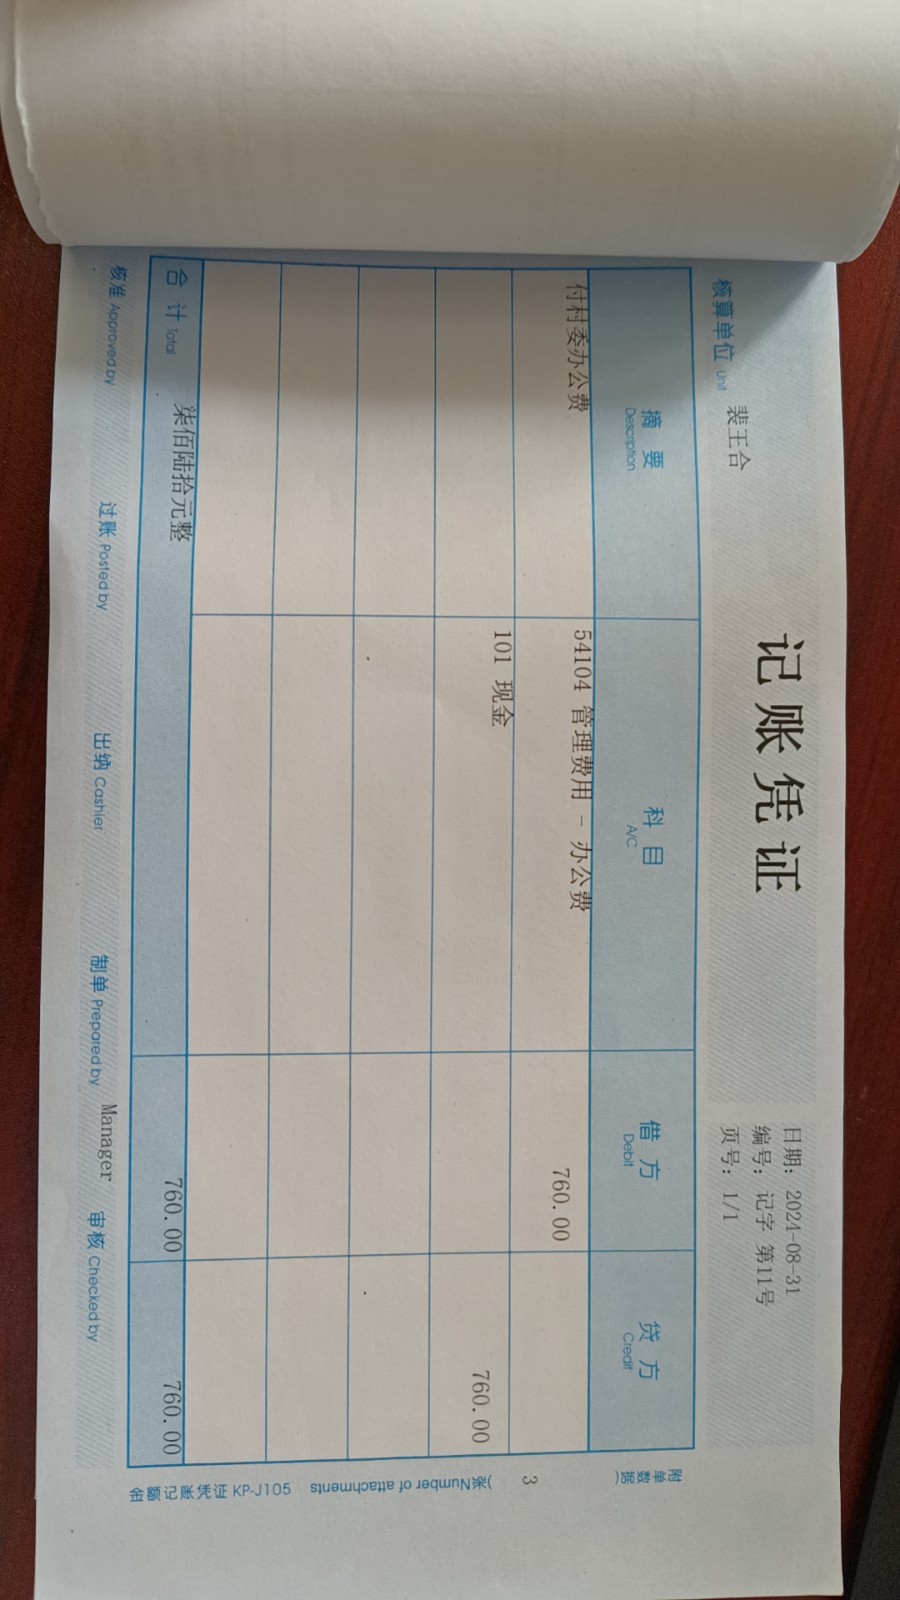 记账凭证
日期: 2024-08-31
编号: 记字 第11号
页号: 1/1
核算单位 Unit 裴王合
摘要 科目 借方 贷方
Description A/C Debit Credit
付村委办公费 54104 管理费用 - 办公费 760.00
101 现金 760.00
合计 Total 柒佰陆拾元整 760.00 760.00
核准 Approved by 过账 Posted by 出纳 Cashier 制单 Prepared by Manager 审核 Checked by
附单数据( 3 )张Number of attachments
金额记账凭证 KP-J105